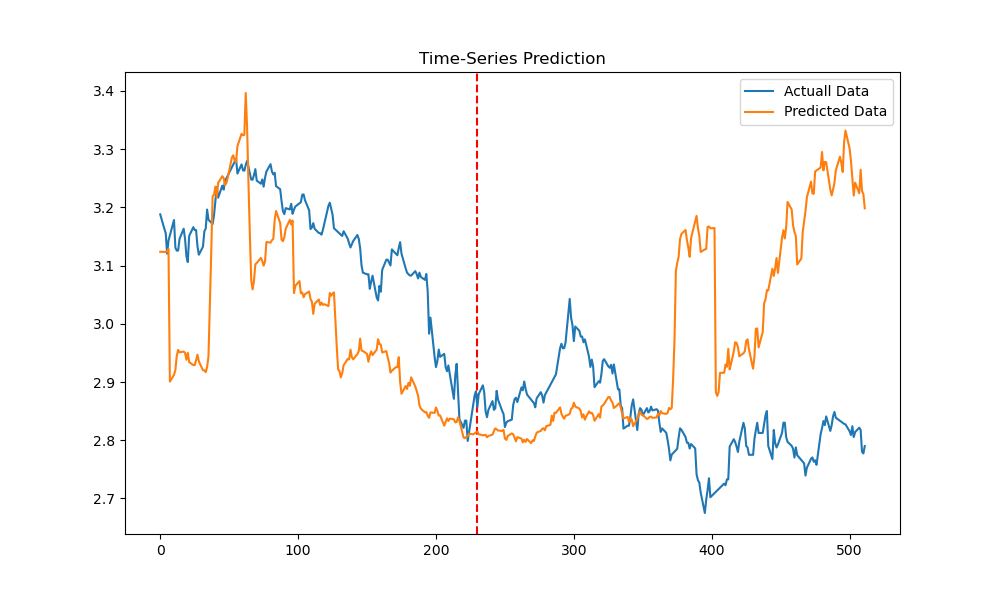 Time-Series Prediction
Actuall Data
Predicted Data
3.4
3.3
3.2
3.1
3.0
2.9
2.8
2.7
0 100 200 300 400 500